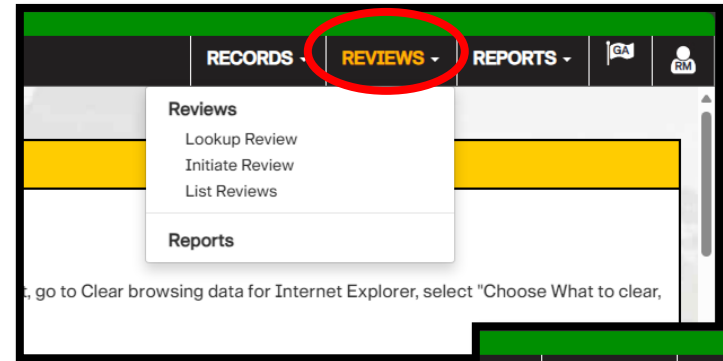 RECORDS - REVIEWS - REPORTS - GA RM
Reviews
Lookup Review
Initiate Review
List Reviews
Reports
, go to Clear browsing data for Internet Explorer, select "Choose What to clear,